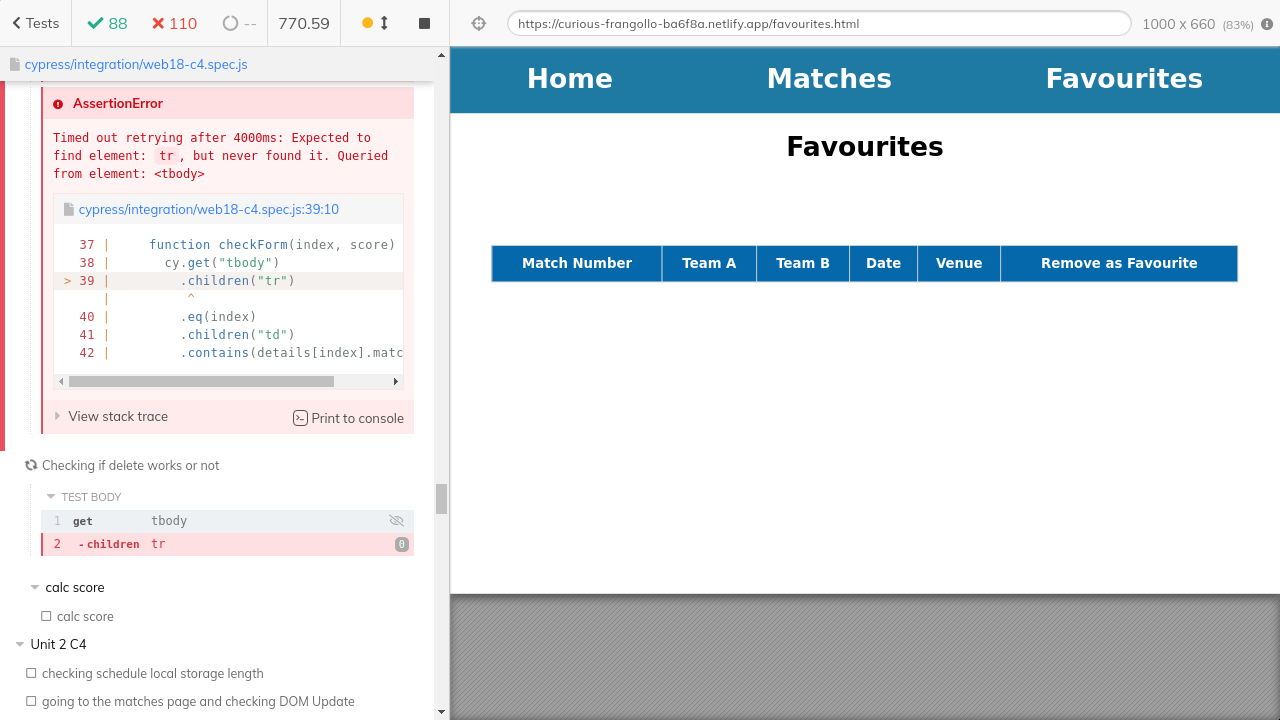 Tests
88
110
--
770.59
cypress/integration/web18-c4.spec.js
AssertionError
Timed out retrying after 4000ms: Expected to
find element: tr, but never found it. Queried
from element: <tbody>
cypress/integration/web18-c4.spec.js:39:10
37 | function checkForm(index, score)
38 | cy.get("tbody")
> 39 | .children("tr")
| ^
40 | .eq(index)
41 | .children("td")
42 | .contains(details[index].matc
View stack trace
Print to console
Checking if delete works or not
TEST BODY
1 get tbody
2 - children tr 0
calc score
calc score
Unit 2 C4
checking schedule local storage length
going to the matches page and checking DOM Update
https://curious-frangollo-ba6f8a.netlify.app/favourites.html
1000 x 660 (83%)
Home Matches Favourites
Favourites
Match Number Team A Team B Date Venue Remove as Favourite